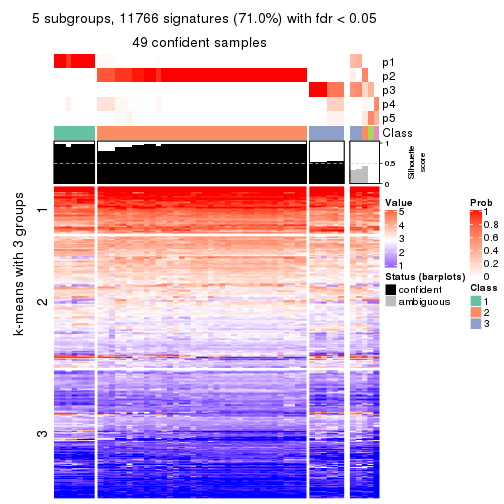 5 subgroups, 11766 signatures (71.0%) with fdr < 0.05
49 confident samples
p1
p2
p3
p4
p5
Class
1
0.5
0
Silhouette
score
k-means with 3 groups
1
2
3
Value
5
4
3
2
1
Status (barplots)
confident
ambiguous
Prob
1
0.8
0.6
0.4
0.2
0
Class
1
2
3